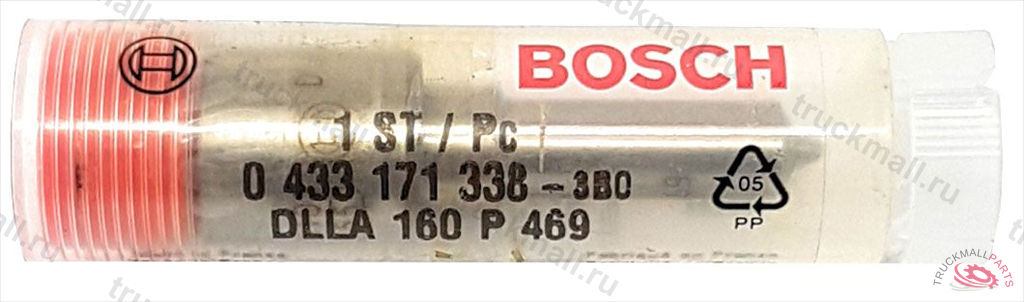 BOSCH
1 ST / Pc
0 433 171 338 - 3B0
DLLA 160 P 469
05
PP
TRUCKMALLPARTS
truckmall.ru